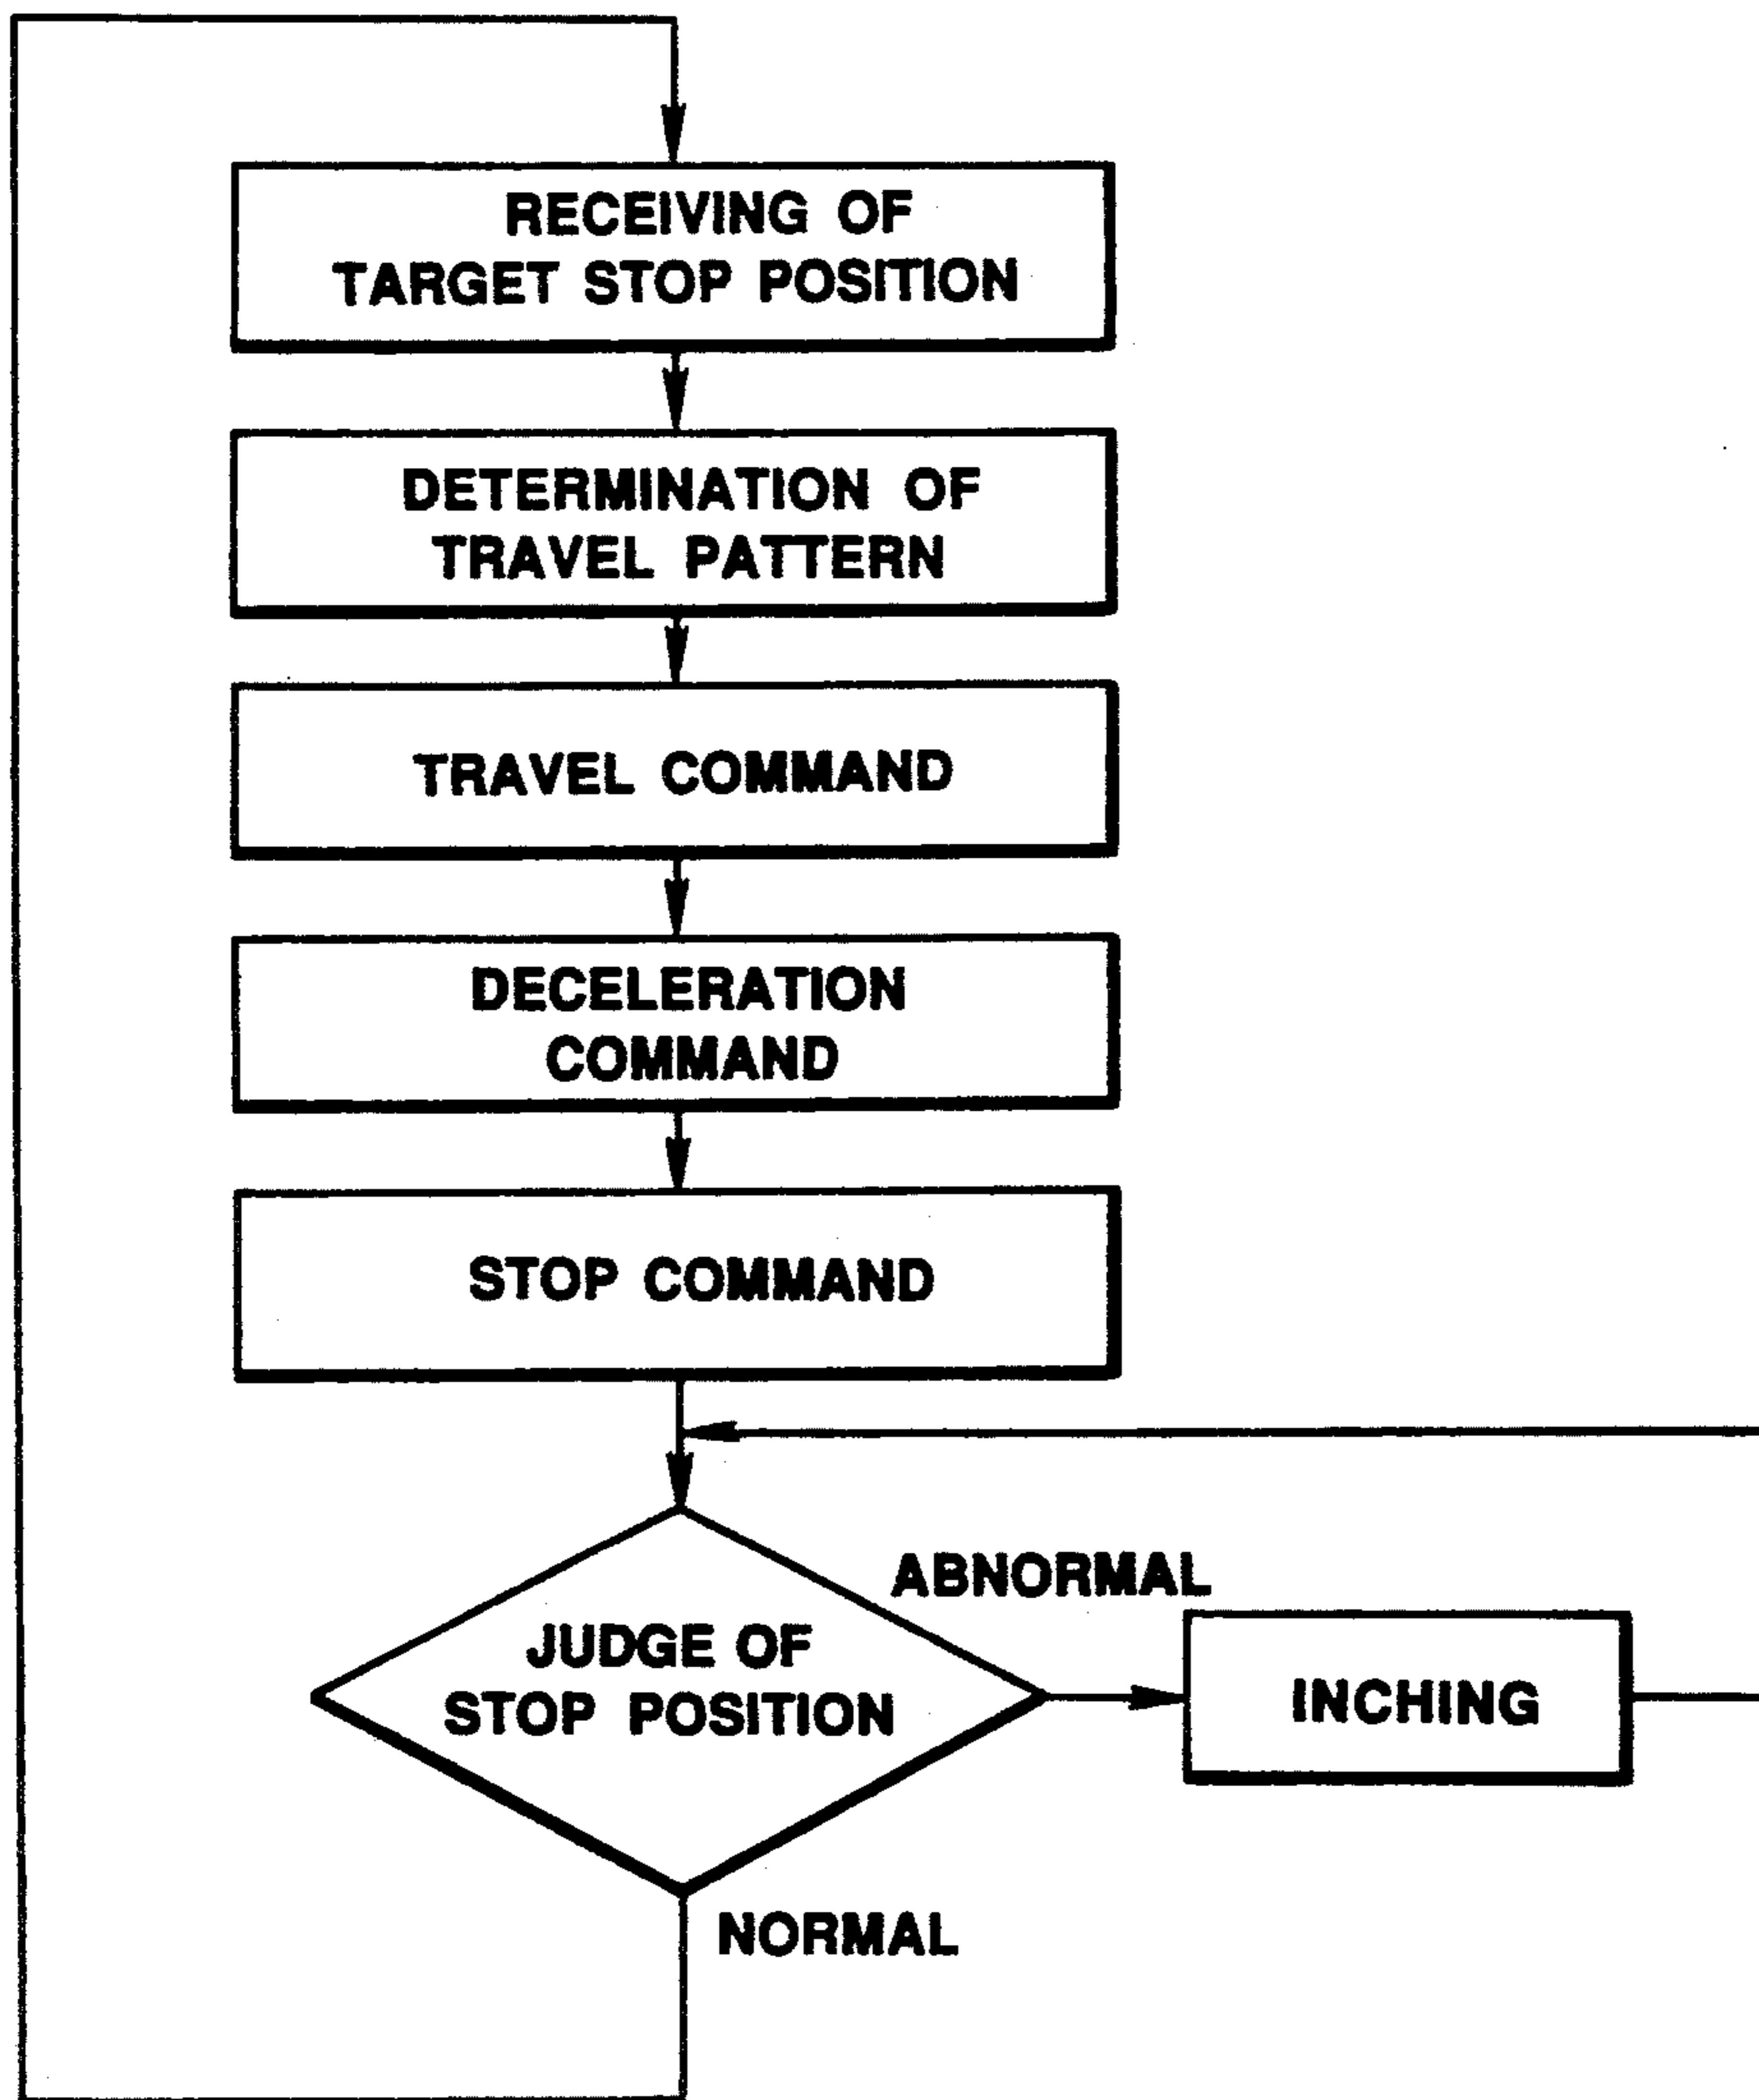 RECEIVING OF
TARGET STOP POSITION
DETERMINATION OF
TRAVEL PATTERN
TRAVEL COMMAND
DECELERATION
COMMAND
STOP COMMAND
ABNORMAL
JUDGE OF
STOP POSITION
INCHING
NORMAL